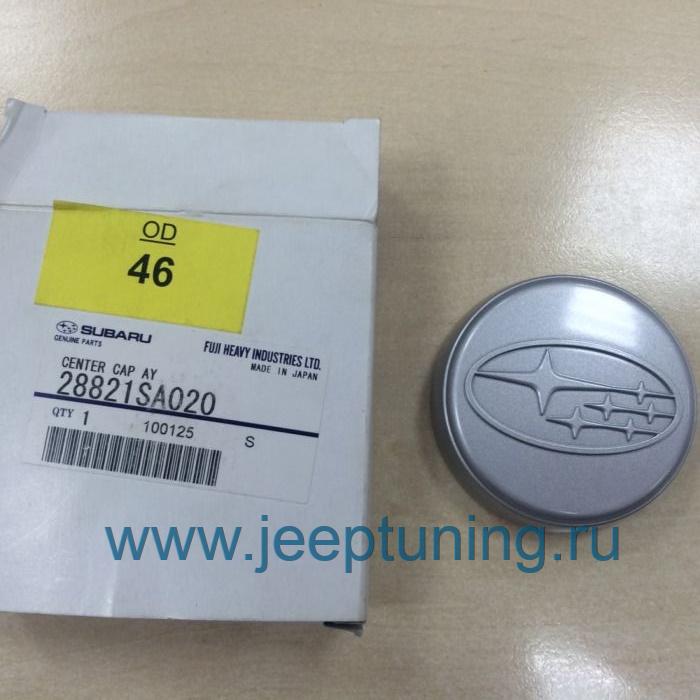 OD
46
SUBARU
GENUINE PARTS
FUJI HEAVY INDUSTRIES LTD.
MADE IN JAPAN
CENTER CAP AY
28821SA020
QTY 1
100125 S
www.jeeptuning.ru